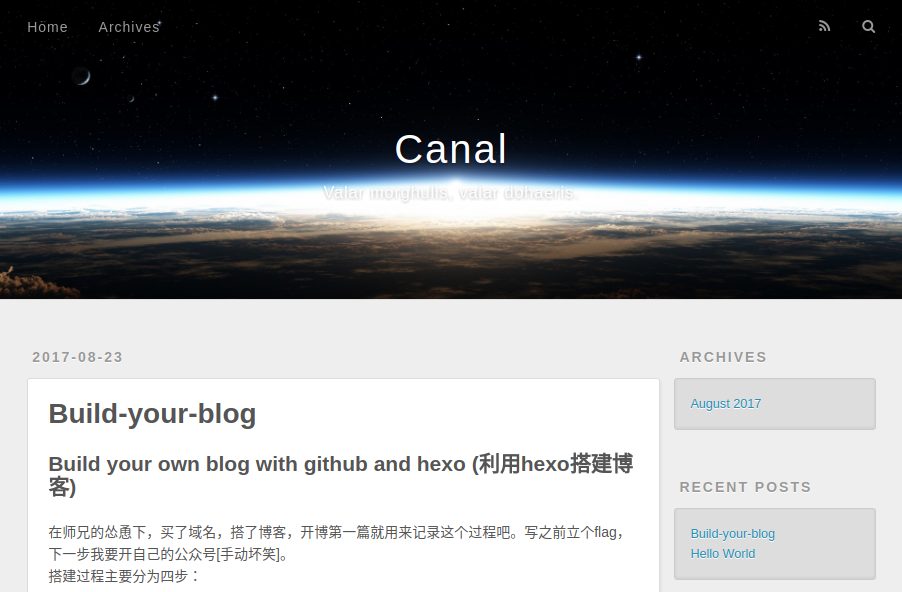 Home Archives
Canal
Valar morghulis, valar dohaeris.
2017-08-23
Build-your-blog
Build your own blog with github and hexo (利用hexo搭建博
客)
在师兄的怂恿下，买了域名，搭了博客，开博第一篇就用来记录这个过程吧。写之前立个flag，
下一步我要开自己的公众号[手动坏笑]。
搭建过程主要分为四步：
ARCHIVES
August 2017
RECENT POSTS
Build-your-blog
Hello World